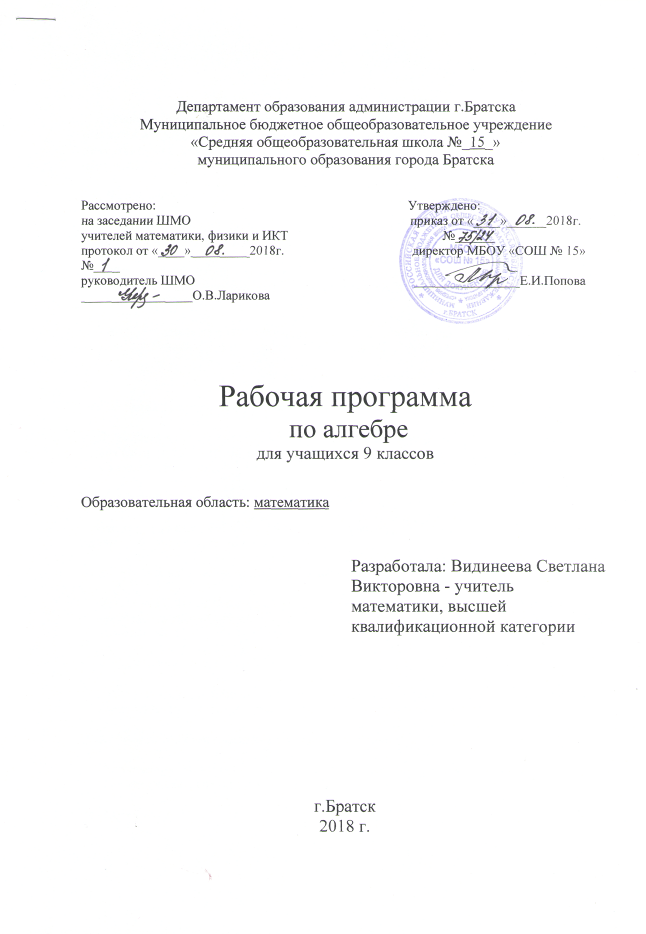 Департамент образования администрации г.Братска
Муниципальное бюджетное общеобразовательное учреждение
«Средняя общеобразовательная школа №_15_»
муниципального образования города Братска
Рассмотрено:
на заседании ШМО
учителей математики, физики и ИКТ
протокол от «30» 08. 2018г.
№ 1
руководитель ШМО
О.В.Ларикова
Утверждено:
приказ от « 31 » 08. 2018г.
№ 75/24
директор МБОУ «СОШ № 15»
Е.И.Попова
«СОШ № 15»
г.БРАТСК
Рабочая программа
по алгебре
для учащихся 9 классов
Образовательная область: математика
Разработала: Видинеева Светлана
Викторовна - учитель
математики, высшей
квалификационной категории
г.Братск
2018 г.